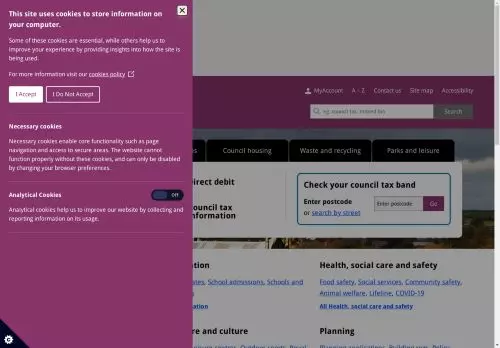 This site uses cookies to store information on
your computer.
Some of these cookies are essential, while others help us to
improve your experience by providing insights into how the site is
being used.
For more information visit our cookies policy
I Accept
I Do Not Accept
Necessary cookies
Necessary cookies enable core functionality such as page
navigation and access to secure areas. The website cannot
function properly without these cookies, and can only be disabled
by changing your browser preferences.
Analytical Cookies
Off
Analytical cookies help us to improve our website by collecting and
reporting information on its usage.
MyAccount A - Z Contact us Site map Accessibility
eg. council tax, missed bin
Search
Council housing
Waste and recycling
Parks and leisure
Direct debit
council tax
information
Check your council tax band
Enter postcode
or search by street
Enter postcode
Go
School admissions, Schools and
Health, social care and safety
Food safety, Social services, Community safety,
Animal welfare, Lifeline, COVID-19
All Health, social care and safety
and culture
Planning